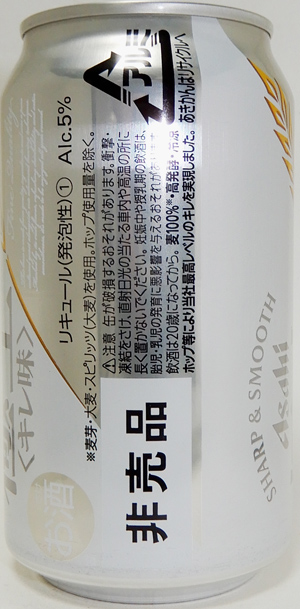 アルミ
リキュール(発泡性)① Alc.5%
※麦芽・大麦・スピリッツ(大麦)を使用。ホップ使用量を除く。
⚠注意 缶が破損するおそれがあります。衝撃・
凍結をさけ、直射日光の当たる車内や高温の所に
長く置かないでください。妊娠中や授乳期の飲酒は、
胎児・乳児の発育に悪影響を与えるおそれがあります。
飲酒は20歳になってから。麦100%※・高発酵・
ホップ等により当社最高レベルのキレを実現しました。あきかんはリサイクルへ
非売品
〈キレ味〉
お酒
SHARP & SMOOTH
Asahi